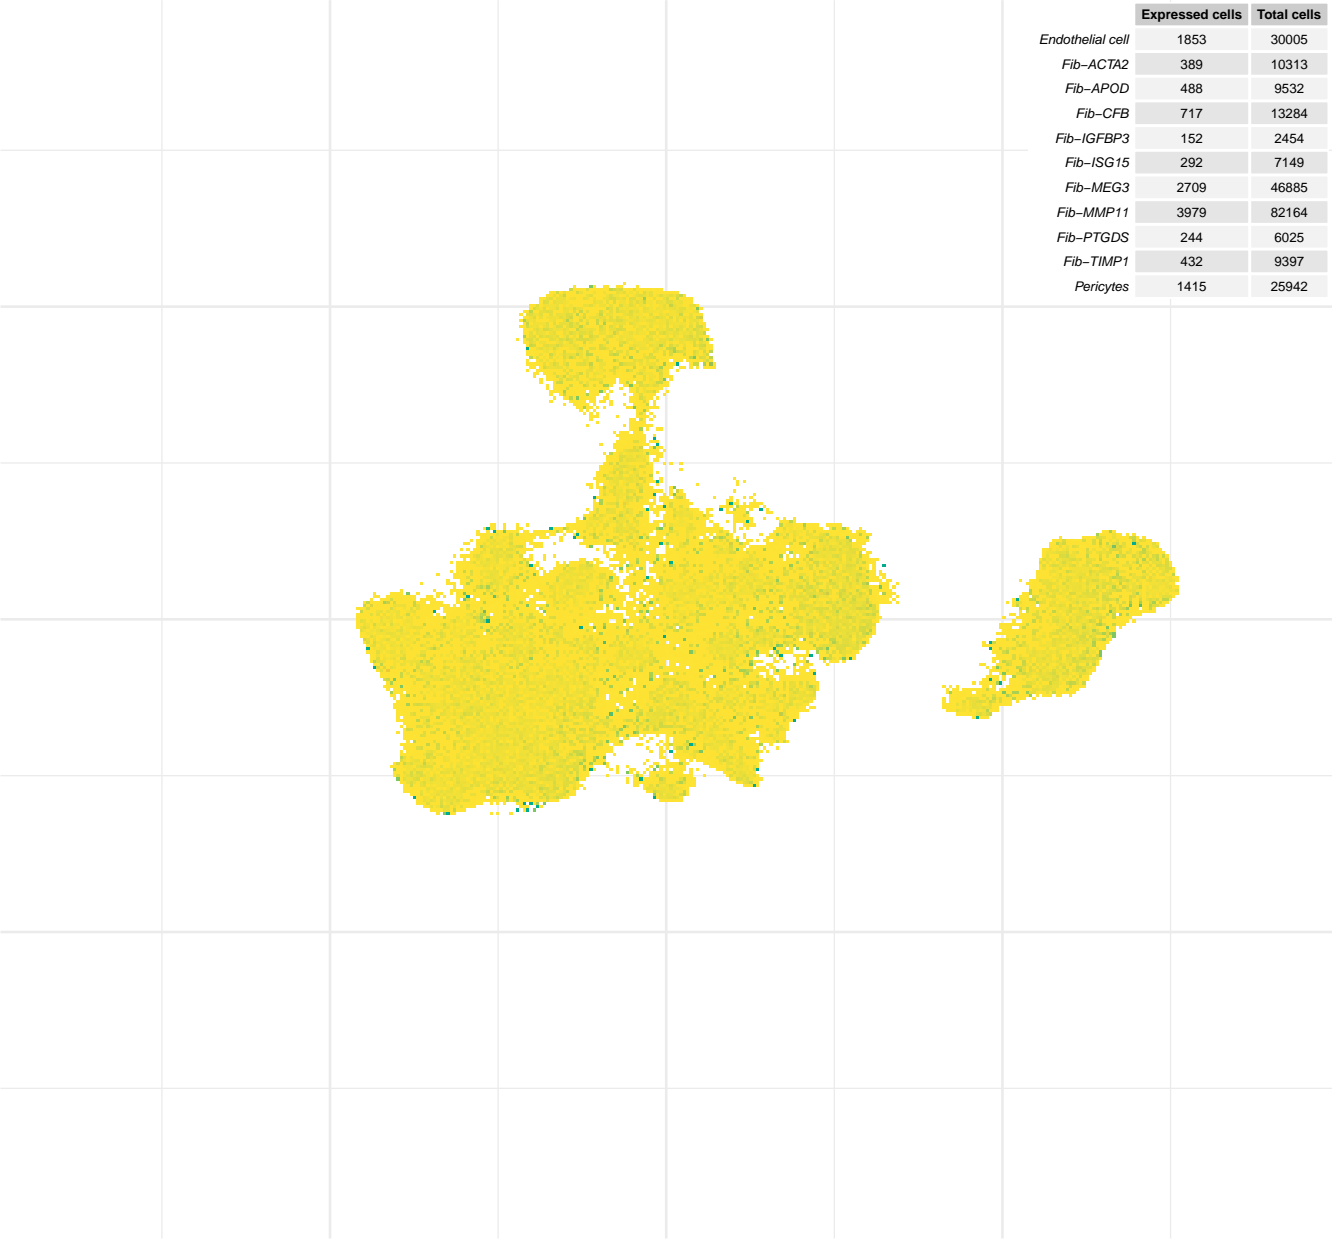 Expressed cells Total cells
Endothelial cell 1853 30005
Fib−ACTA2 389 10313
Fib−APOD 488 9532
Fib−CFB 717 13284
Fib−IGFBP3 152 2454
Fib−ISG15 292 7149
Fib−MEG3 2709 46885
Fib−MMP11 3979 82164
Fib−PTGDS 244 6025
Fib−TIMP1 432 9397
Pericytes 1415 25942